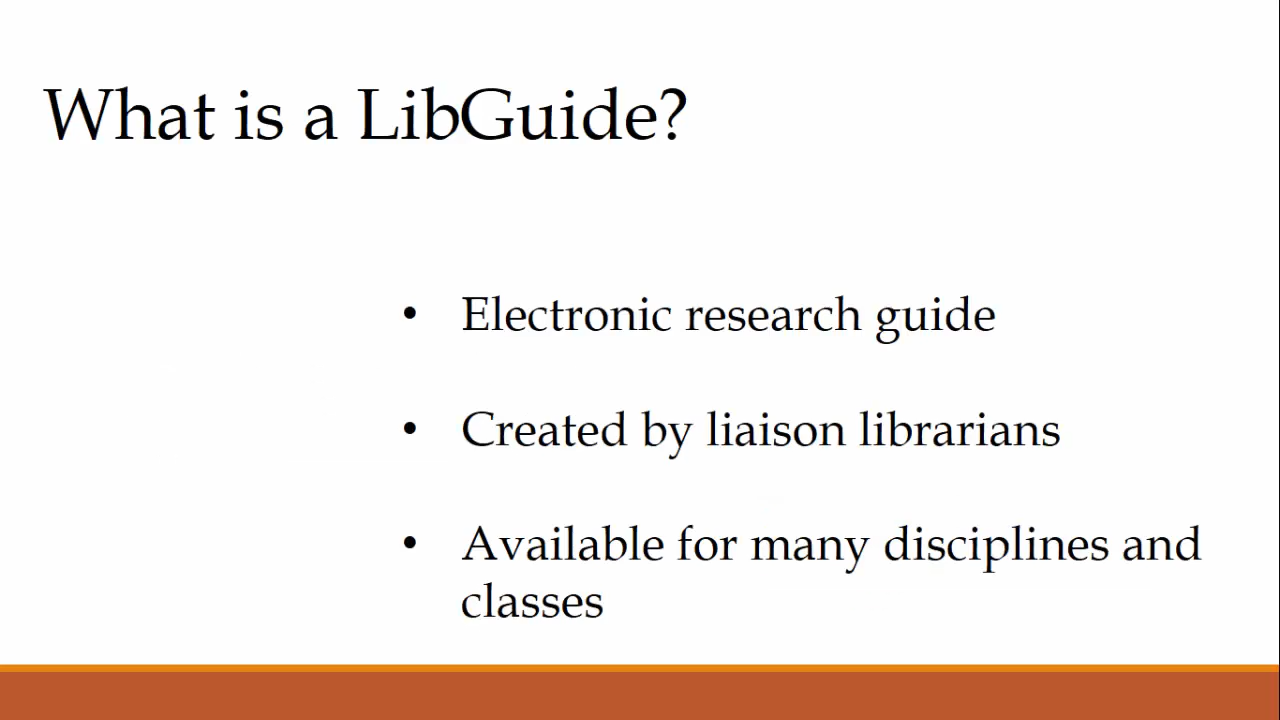 What is a LibGuide?
• Electronic research guide
• Created by liaison librarians
• Available for many disciplines and
classes